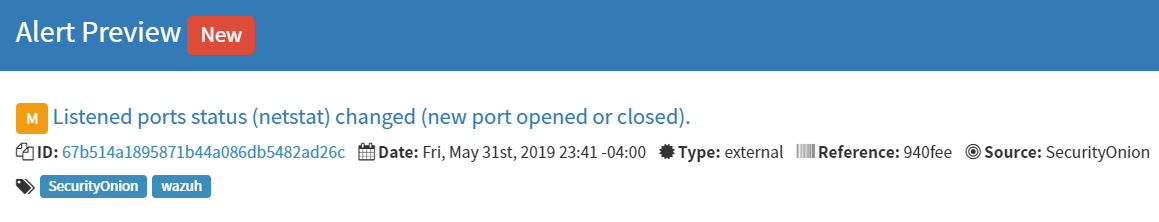 Alert Preview New
M Listened ports status (netstat) changed (new port opened or closed).
ID: 67b514a1895871b44a086db5482ad26c Date: Fri, May 31st, 2019 23:41 -04:00 Type: external Reference: 940fee Source: SecurityOnion
SecurityOnion wazuh